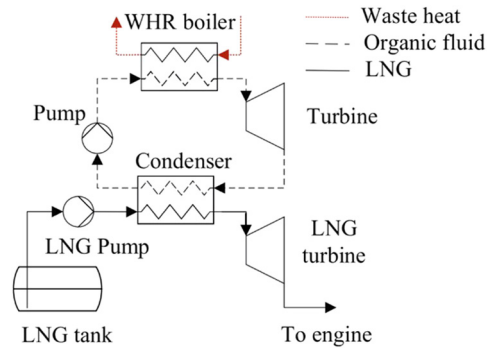 WHR boiler
Waste heat
Organic fluid
LNG
Pump
Turbine
Condenser
LNG Pump
LNG
turbine
LNG tank
To engine